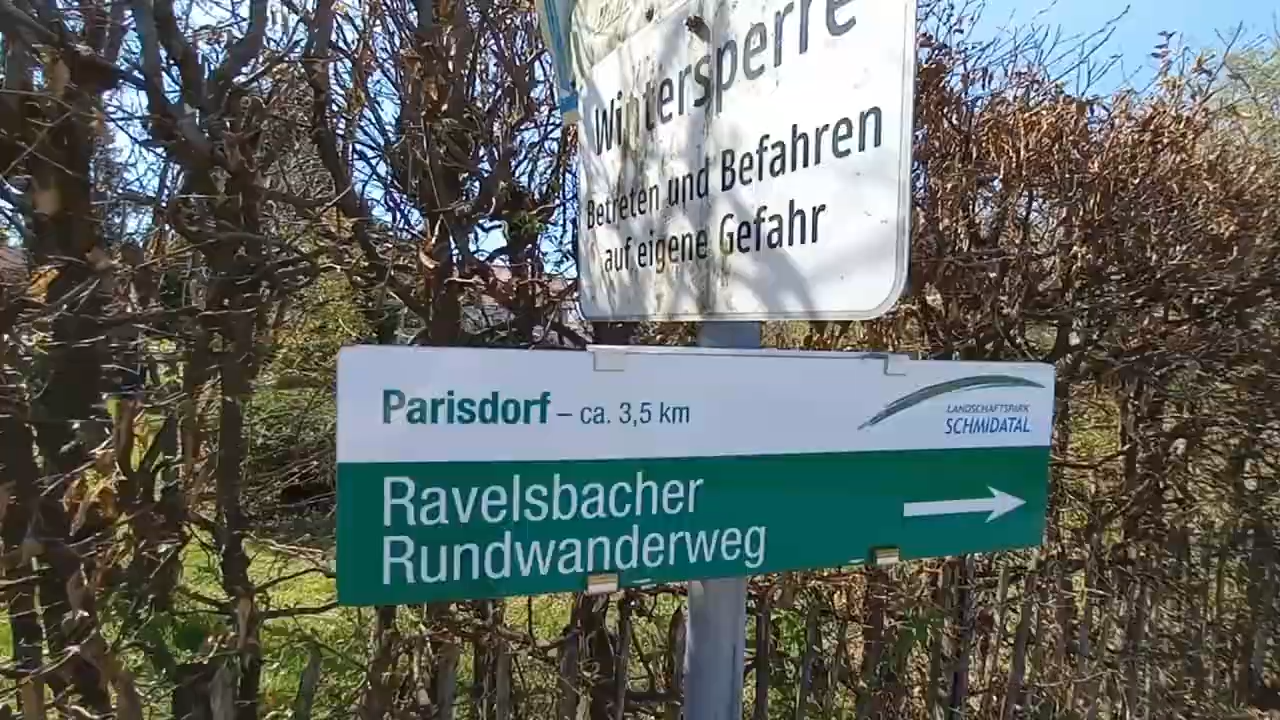 Wintersperre
Betreten und Befahren
auf eigene Gefahr
Parisdorf – ca. 3,5 km
LANDSCHAFTSPARK
SCHMIDATAL
Ravelsbacher
Rundwanderweg